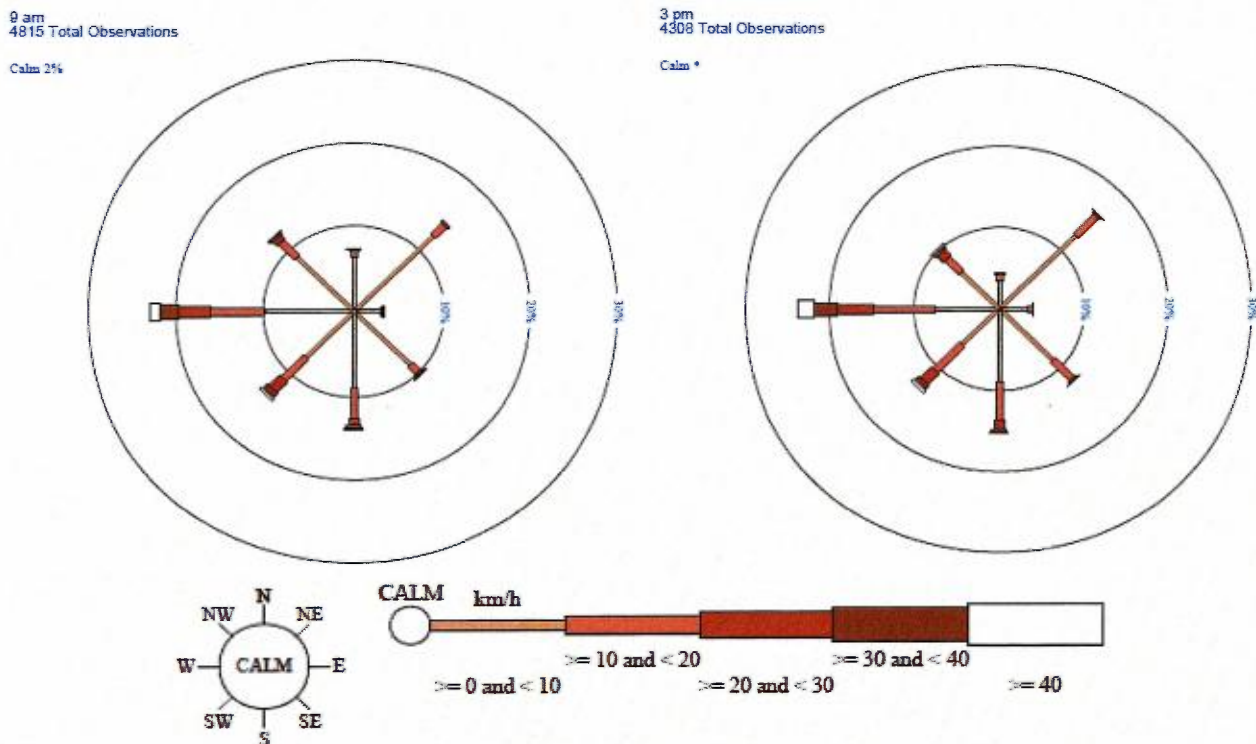 9 am
4815 Total Observations
Calm 2%
3 pm
4308 Total Observations
Calm *
10%
20%
30%
10%
20%
30%
N
NW
NE
W
CALM
E
SW
SE
S
CALM
km/h
>= 10 and < 20
>= 30 and < 40
>= 0 and < 10
>= 20 and < 30
>= 40